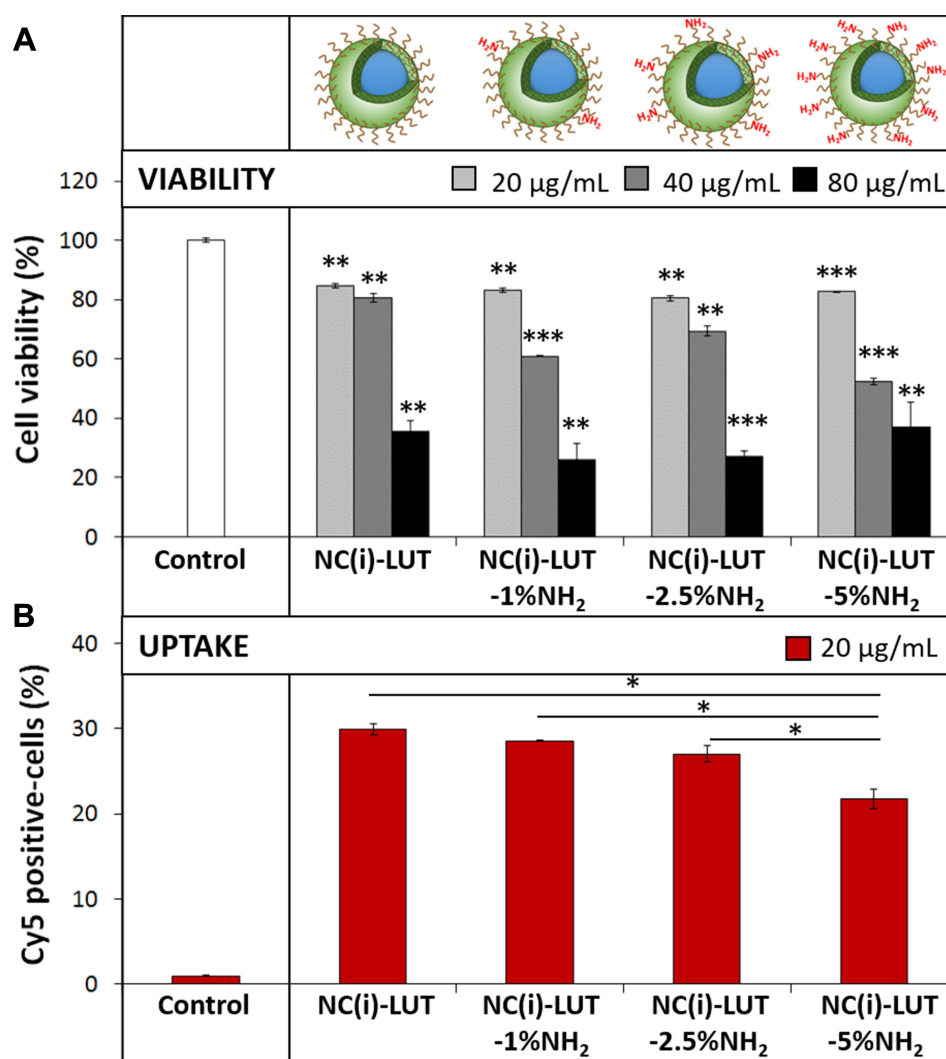 A
H₂N NH₂
NH₂ H₂N NH₂ H₂N NH₂
H₂N NH₂ H₂N NH₂ H₂N NH₂ H₂N NH₂ H₂N NH₂
VIABILITY 20 µg/mL 40 µg/mL 80 µg/mL
Cell viability (%)
120
100
80
60
40
20
0
** ** **
** *** **
** ** ***
*** *** **
Control NC(i)-LUT NC(i)-LUT NC(i)-LUT NC(i)-LUT
-1%NH₂ -2.5%NH₂ -5%NH₂
B
UPTAKE 20 µg/mL
Cy5 positive-cells (%)
40
30
20
10
0
*
*
*
Control NC(i)-LUT NC(i)-LUT NC(i)-LUT NC(i)-LUT
-1%NH₂ -2.5%NH₂ -5%NH₂